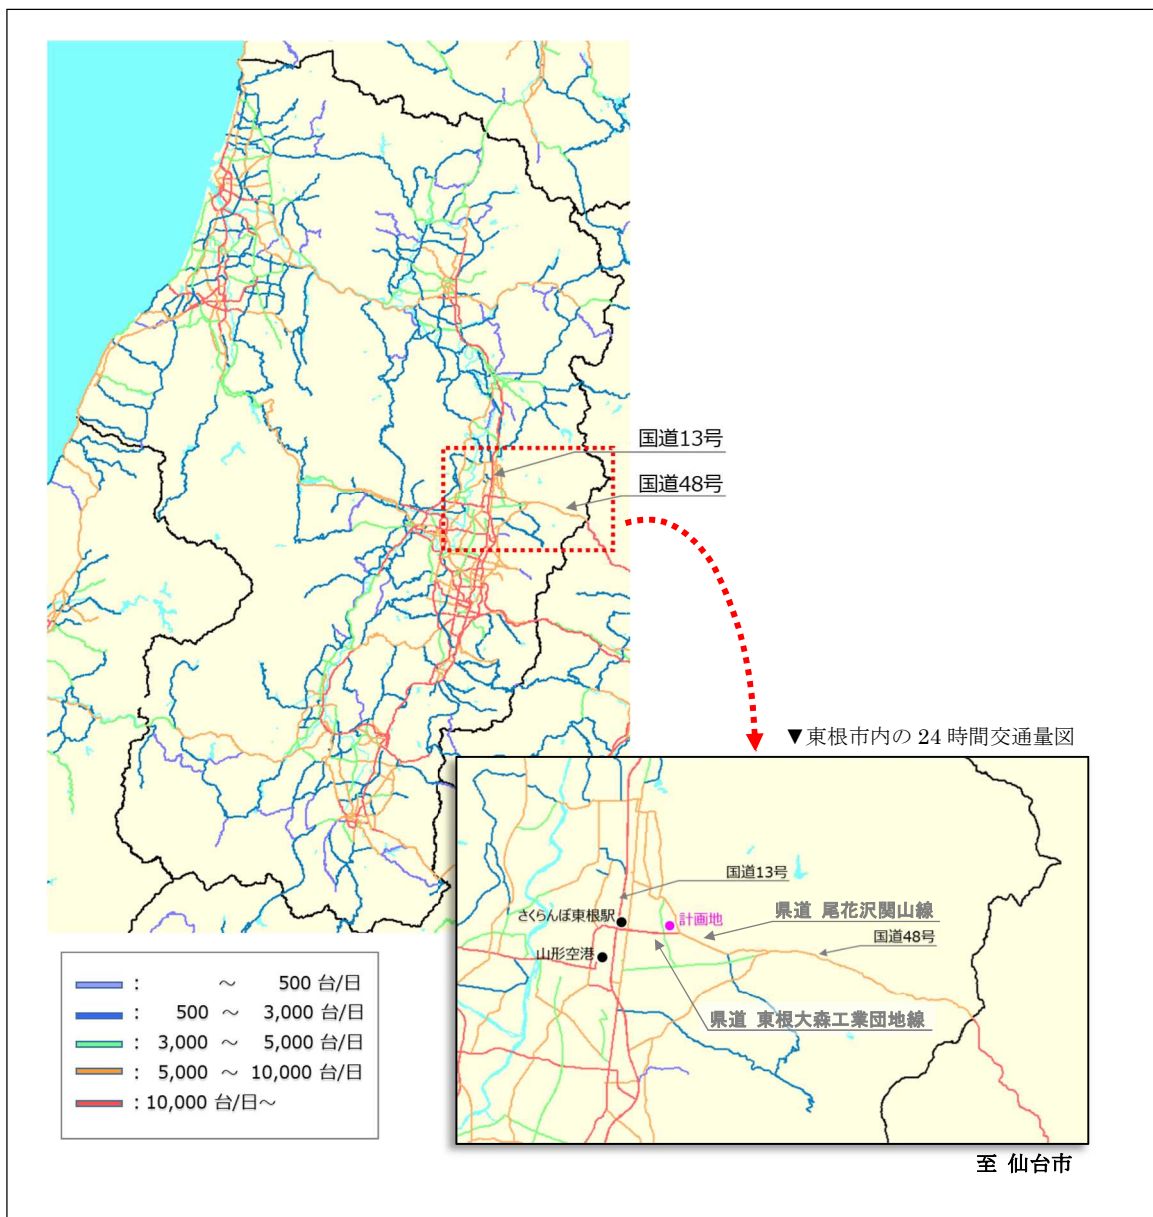 国道13号
国道48号
▼東根市内の 24 時間交通量図
国道13号
さくらんぼ東根駅
計画地
県道 尾花沢関山線
国道48号
山形空港
県道 東根大森工業団地線
: ～ 500 台/日
: 500 ～ 3,000 台/日
: 3,000 ～ 5,000 台/日
: 5,000 ～ 10,000 台/日
: 10,000 台/日～
至 仙台市